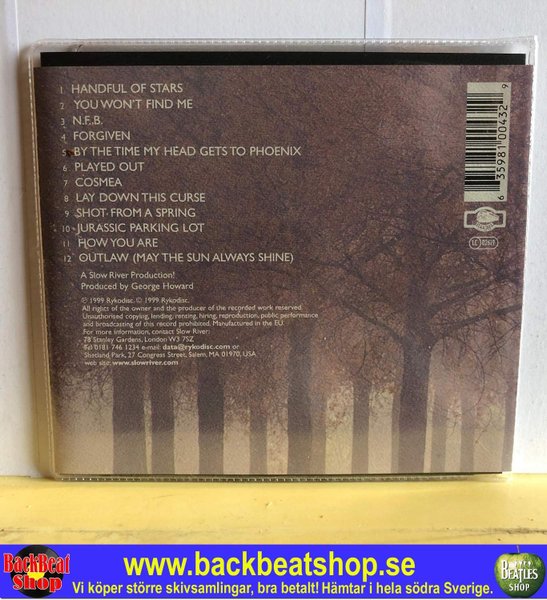 1 HANDFUL OF STARS
2 YOU WON'T FIND ME
3 N.F.B.
4 FORGIVEN
5 BY THE TIME MY HEAD GETS TO PHOENIX
6 PLAYED OUT
7 COSMEA
8 LAY DOWN THIS CURSE
9 SHOT FROM A SPRING
10 JURASSIC PARKING LOT
11 HOW YOU ARE
12 OUTLAW (MAY THE SUN ALWAYS SHINE)
A Slow River Production!
Produced by George Howard
℗ 1999 Rykodisc. © 1999 Rykodisc.
All rights of the owner and the producer of the recorded work reserved.
Unauthorised copying, lending, renting, hiring, reproduction, public performance
and broadcasting of this record prohibited. Manufactured in the EU.
For more information, contact Slow River:
78 Stanley Gardens, London W3 7SZ
Tel 0181 746 1234 e-mail: data@rykodisc.com or
Shetland Park, 27 Congress Street, Salem, MA 01970, USA
web site, www.slowriver.com
6 35981 00432 9
LC 02619
BackBeat
Shop
www.backbeatshop.se
Vi köper större skivsamlingar, bra betalt! Hämtar i hela södra Sverige.
BEATLES
SHOP